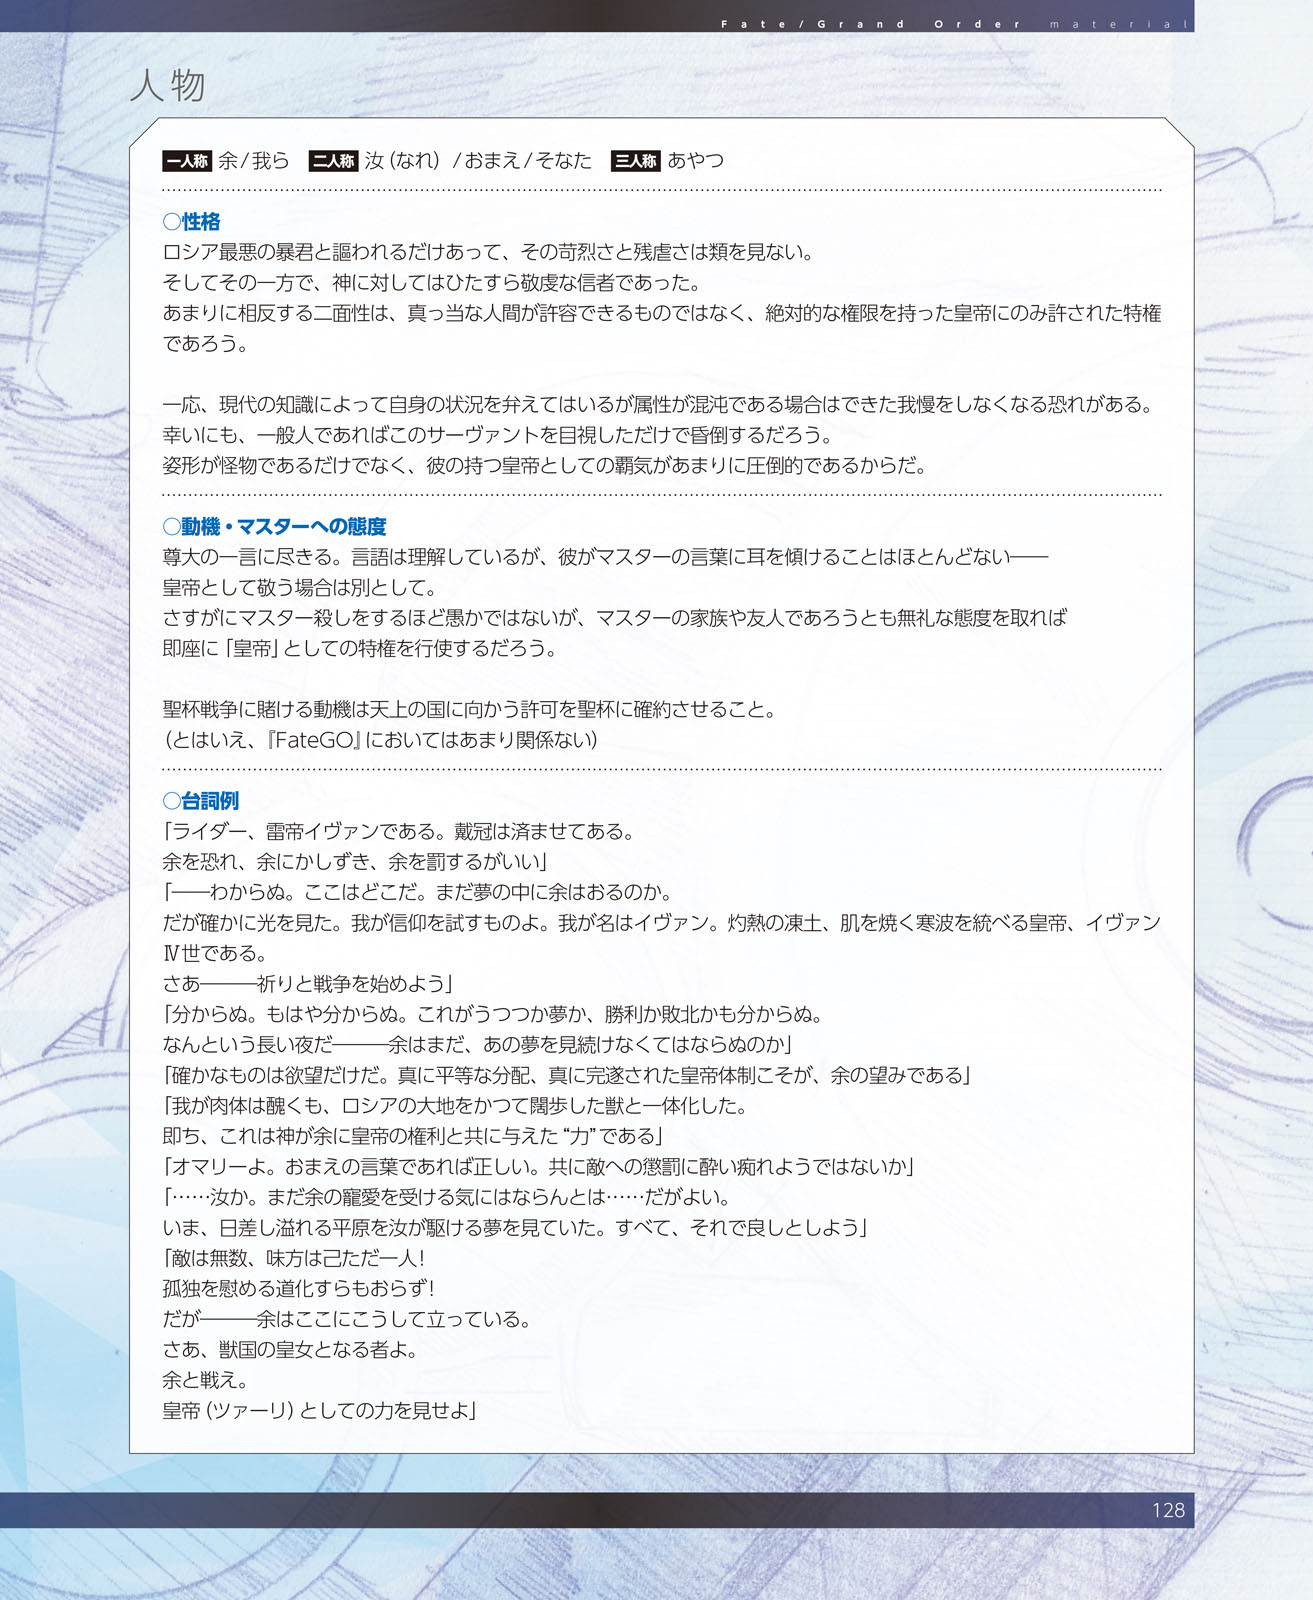 Fate/Grand Order material
人物
一人称 余/我ら 二人称 汝(なれ) /おまえ/そなた 三人称 あやつ
○性格
ロシア最悪の暴君と謳われるだけあって、その苛烈さと残虐さは類を見ない。
そしてその一方で、神に対してはひたすら敬虔な信者であった。
あまりに相反する二面性は、真っ当な人間が許容できるものではなく、絶対的な権限を持った皇帝にのみ許された特権
であろう。
一応、現代の知識によって自身の状況を弁えてはいるが属性が混沌である場合はできた我慢をしなくなる恐れがある。
幸いにも、一般人であればこのサーヴァントを目視しただけで昏倒するだろう。
姿形が怪物であるだけでなく、彼の持つ皇帝としての覇気があまりに圧倒的であるからだ。
○動機・マスターへの態度
尊大の一言に尽きる。言語は理解しているが、彼がマスターの言葉に耳を傾けることはほとんどない――
皇帝として敬う場合は別として。
さすがにマスター殺しをするほど愚かではないが、マスターの家族や友人であろうとも無礼な態度を取れば
即座に「皇帝」としての特権を行使するだろう。
聖杯戦争に賭ける動機は天上の国に向かう許可を聖杯に確約させること。
(とはいえ、『FateGO』においてはあまり関係ない)
○台詞例
「ライダー、雷帝イヴァンである。戴冠は済ませてある。
余を恐れ、余にかしずき、余を罰するがいい」
「――わからぬ。ここはどこだ。まだ夢の中に余はおるのか。
だが確かに光を見た。我が信仰を試すものよ。我が名はイヴァン。灼熱の凍土、肌を焼く寒波を統べる皇帝、イヴァン
Ⅳ世である。
さあ―――祈りと戦争を始めよう」
「分からぬ。もはや分からぬ。これがうつつか夢か、勝利か敗北かも分からぬ。
なんという長い夜だ―――余はまだ、あの夢を見続けなくてはならぬのか」
「確かなものは欲望だけだ。真に平等な分配、真に完遂された皇帝体制こそが、余の望みである」
「我が肉体は醜くも、ロシアの大地をかつて闊歩した獣と一体化した。
即ち、これは神が余に皇帝の権利と共に与えた“力”である」
「オマリーよ。おまえの言葉であれば正しい。共に敵への懲罰に酔い痴れようではないか」
「……汝か。まだ余の寵愛を受ける気にはならんとは……だがよい。
いま、日差し溢れる平原を汝が駆ける夢を見ていた。すべて、それで良しとしよう」
「敵は無数、味方は己ただ一人!
孤独を慰める道化すらもおらず!
だが―――余はここにこうして立っている。
さあ、獣国の皇女となる者よ。
余と戦え。
皇帝(ツァーリ)としての力を見せよ」
128